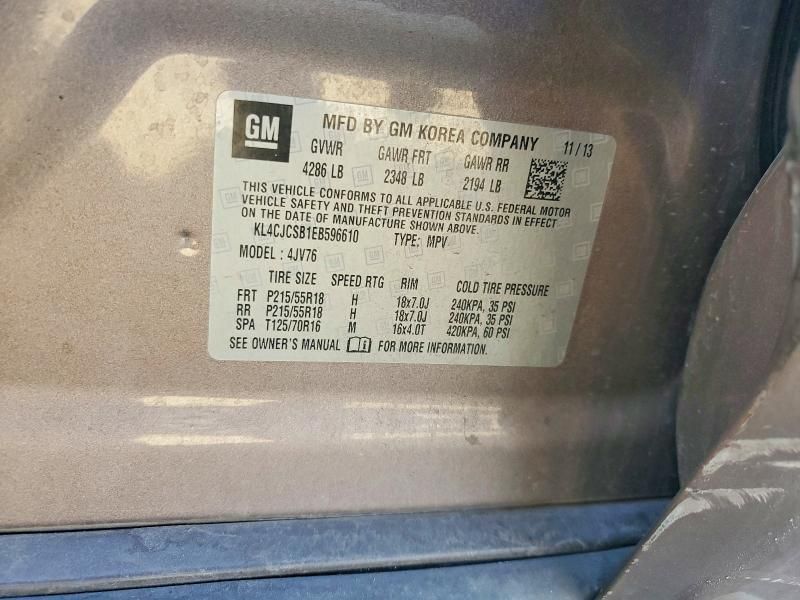 GM MFD BY GM KOREA COMPANY 11 / 13
GVWR GAWR FRT GAWR RR
4286 LB 2348 LB 2194 LB
THIS VEHICLE CONFORMS TO ALL APPLICABLE U.S. FEDERAL MOTOR
VEHICLE SAFETY AND THEFT PREVENTION STANDARDS IN EFFECT
ON THE DATE OF MANUFACTURE SHOWN ABOVE.
KL4CJCSB1EB596610 TYPE: MPV
MODEL : 4JV76
TIRE SIZE SPEED RTG RIM COLD TIRE PRESSURE
FRT P215/55R18 H 18x7.0J 240KPA, 35 PSI
RR P215/55R18 H 18x7.0J 240KPA, 35 PSI
SPA T125/70R16 M 16x4.0T 420KPA, 60 PSI
SEE OWNER'S MANUAL FOR MORE INFORMATION.